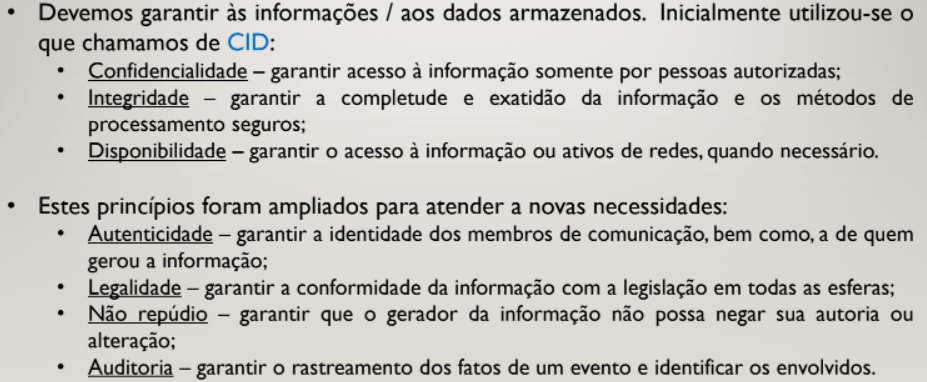 • Devemos garantir às informações / aos dados armazenados. Inicialmente utilizou-se o
que chamamos de CID:
• Confidencialidade – garantir acesso à informação somente por pessoas autorizadas;
• Integridade – garantir a completude e exatidão da informação e os métodos de
processamento seguros;
• Disponibilidade – garantir o acesso à informação ou ativos de redes, quando necessário.
• Estes princípios foram ampliados para atender a novas necessidades:
• Autenticidade – garantir a identidade dos membros de comunicação, bem como, a de quem
gerou a informação;
• Legalidade – garantir a conformidade da informação com a legislação em todas as esferas;
• Não repúdio – garantir que o gerador da informação não possa negar sua autoria ou
alteração;
• Auditoria – garantir o rastreamento dos fatos de um evento e identificar os envolvidos.